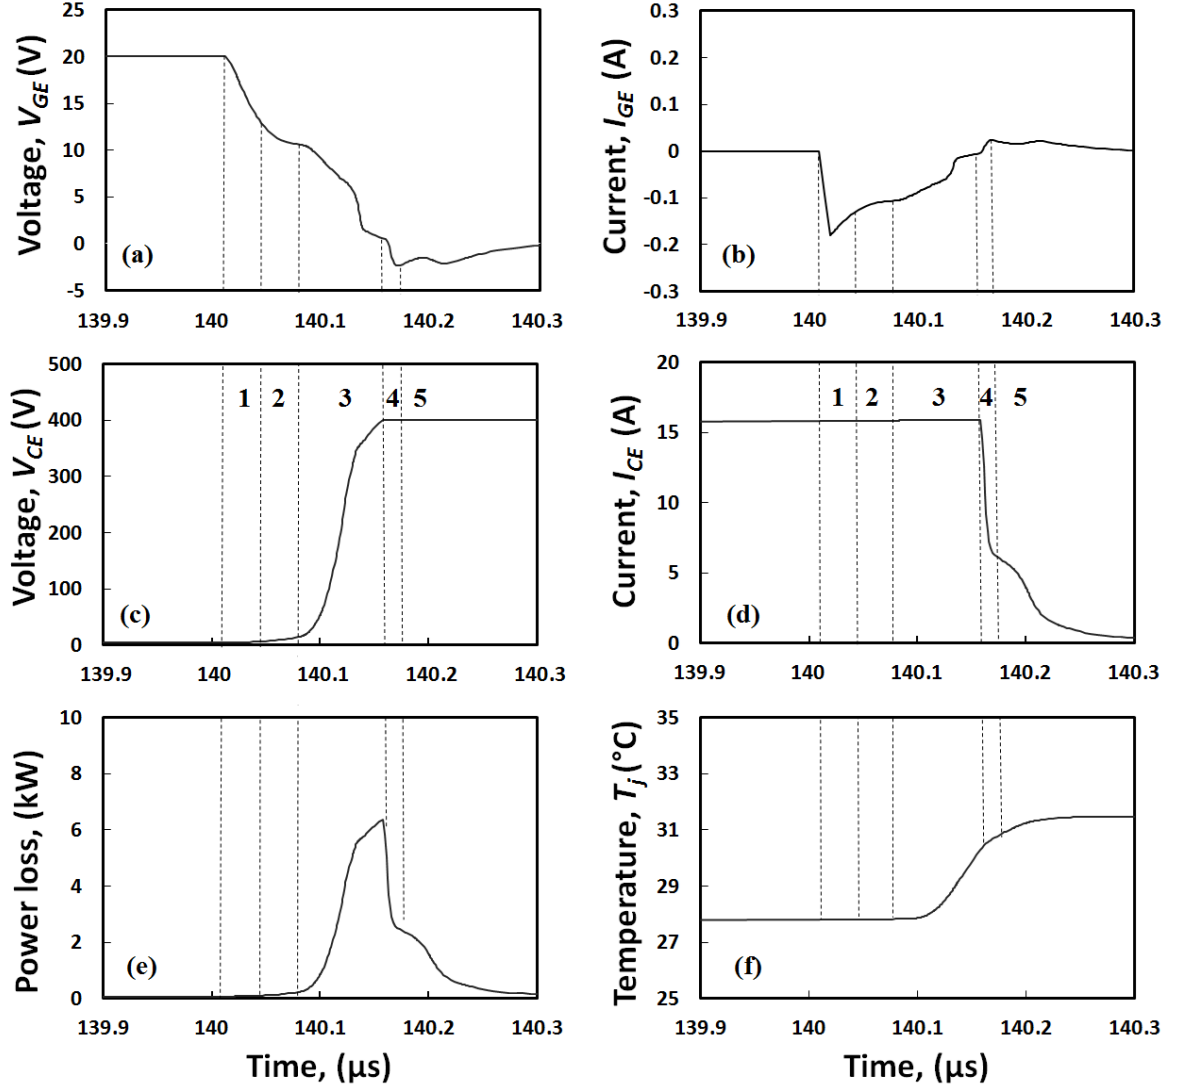 Voltage, VGE (V)
25
20
15
10
5
0
-5
(a)
139.9 140 140.1 140.2 140.3
Current, IGE (A)
0.3
0.2
0.1
0
-0.1
-0.2
-0.3
(b)
139.9 140 140.1 140.2 140.3
Voltage, VCE (V)
500
400
300
200
100
0
1 2 3 4 5
(c)
139.9 140 140.1 140.2 140.3
Current, ICE (A)
20
15
10
5
0
1 2 3 4 5
(d)
139.9 140 140.1 140.2 140.3
Power loss, (kW)
10
8
6
4
2
0
(e)
139.9 140 140.1 140.2 140.3
Time, (µs)
Temperature, Tj (°C)
35
33
31
29
27
25
(f)
139.9 140 140.1 140.2 140.3
Time, (µs)